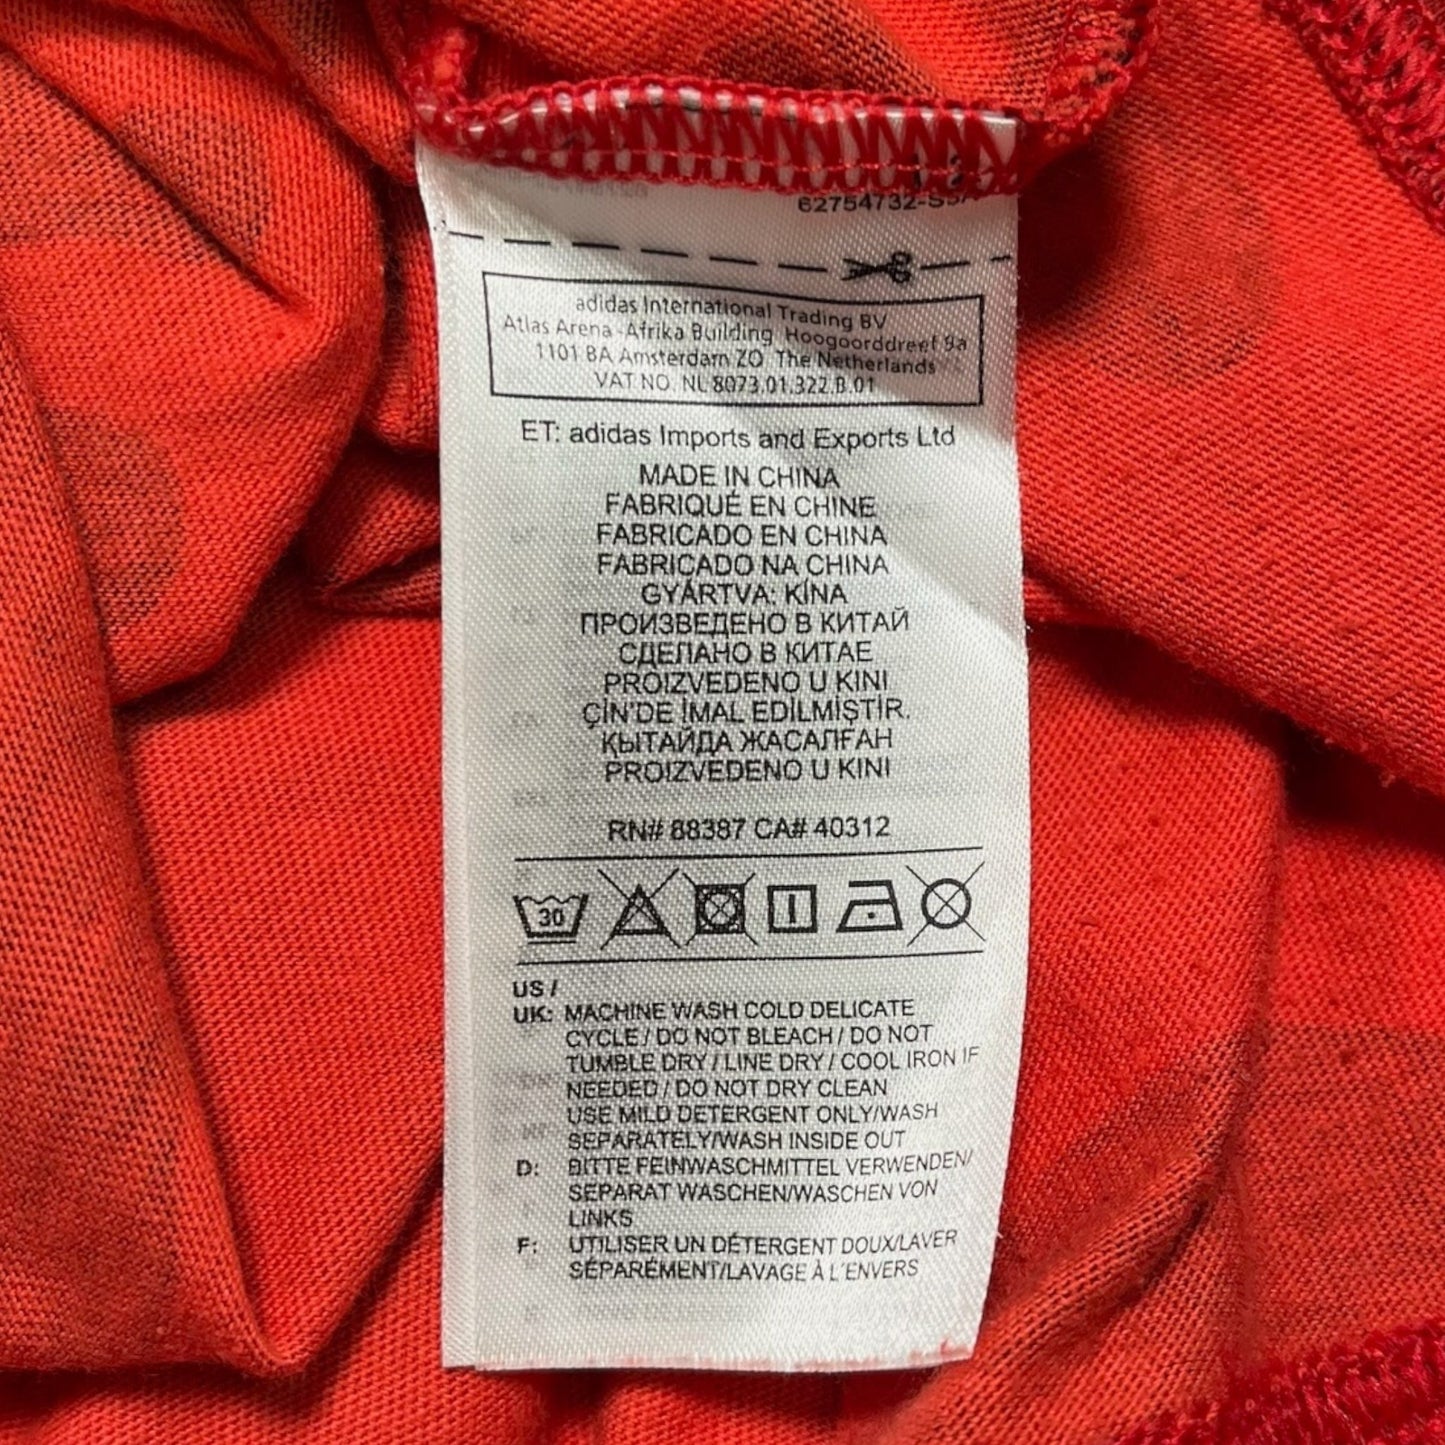 62754732-S5
adidas International Trading BV
Atlas Arena -Afrika Building Hoogoorddreef 9a
1101 BA Amsterdam ZO The Netherlands
VAT NO. NL 8073.01.322.B.01
ET: adidas Imports and Exports Ltd
MADE IN CHINA
FABRIQUÉ EN CHINE
FABRICADO EN CHINA
FABRICADO NA CHINA
GYÁRTVA: KÍNA
ПРОИЗВЕДЕНО В КИТАЙ
СДЕЛАНО В КИТАЕ
PROIZVEDENO U KINI
ÇİN'DE İMAL EDİLMİŞTİR.
ҚЫТАЙДА ЖАСАЛҒАН
PROIZVEDENO U KINI
RN# 88387 CA# 40312
30
US /
UK: MACHINE WASH COLD DELICATE
CYCLE / DO NOT BLEACH / DO NOT
TUMBLE DRY / LINE DRY / COOL IRON IF
NEEDED / DO NOT DRY CLEAN
USE MILD DETERGENT ONLY/WASH
SEPARATELY/WASH INSIDE OUT
D: BITTE FEINWASCHMITTEL VERWENDEN/
SEPARAT WASCHEN/WASCHEN VON
LINKS
F: UTILISER UN DÉTERGENT DOUX/LAVER
SÉPARÉMENT/LAVAGE À L´ENVERS